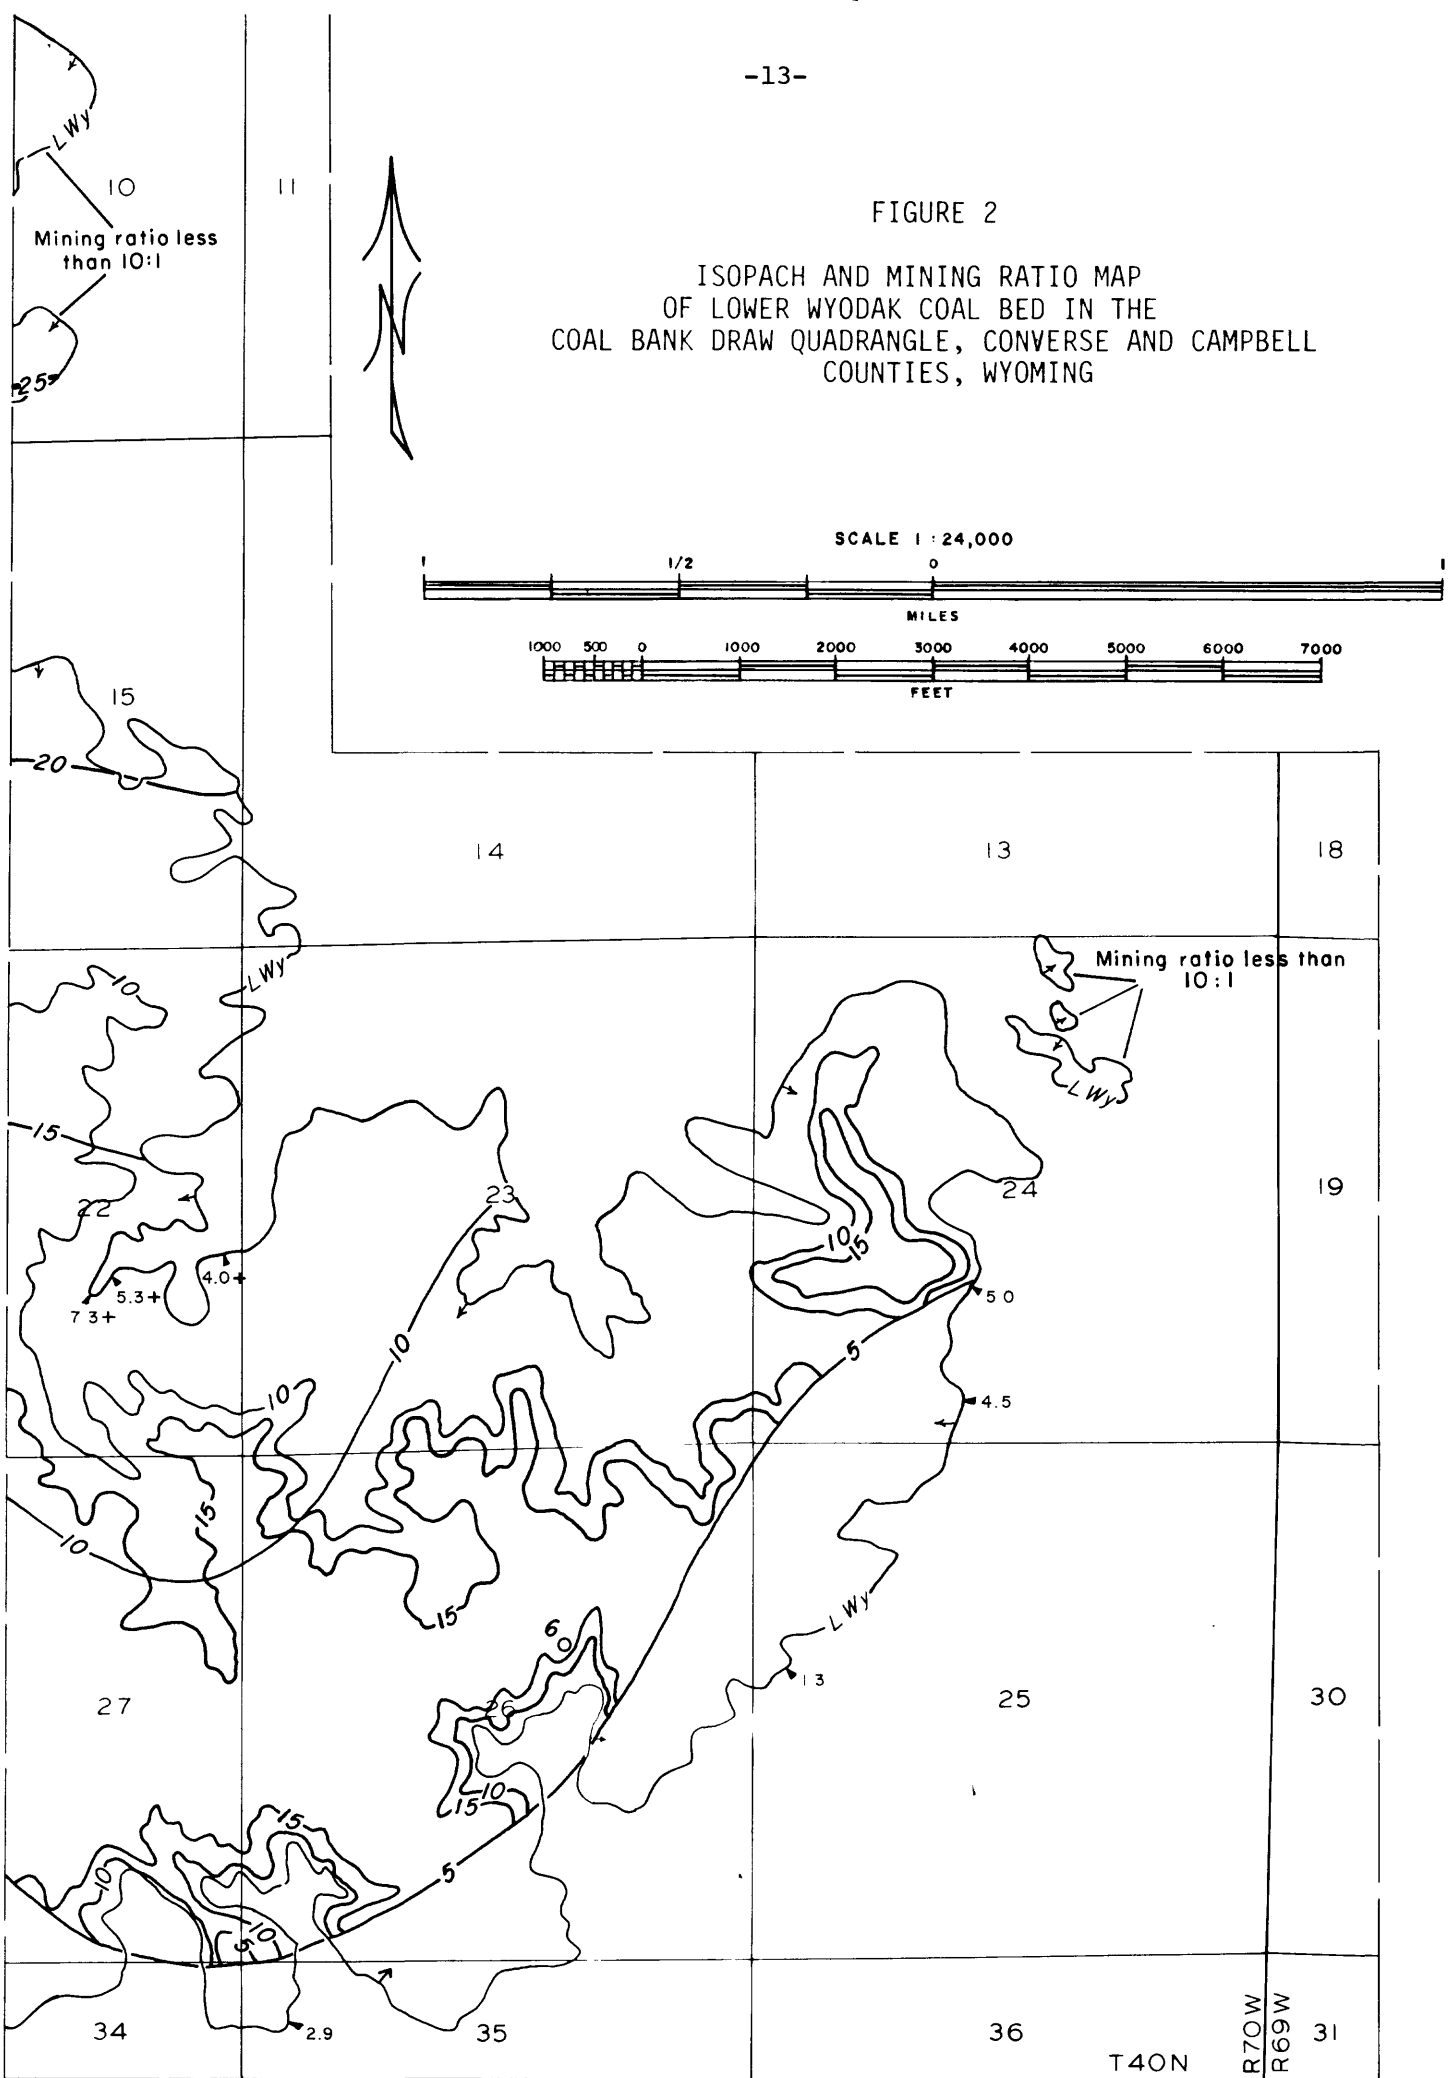 -13-
LWy
10
11
Mining ratio less
than 10:1
25
FIGURE 2
ISOPACH AND MINING RATIO MAP
OF LOWER WYODAK COAL BED IN THE
COAL BANK DRAW QUADRANGLE, CONVERSE AND CAMPBELL
COUNTIES, WYOMING
SCALE 1:24,000
1 1/2 0 1
MILES
1000 500 0 1000 2000 3000 4000 5000 6000 7000
FEET
15
20
14
13
18
LWy
10
Mining ratio less than
10:1
LWy
15
22
23
24
19
10
15
4.0+
5.3+
7 3+
5 0
10
5
4.5
10
15
10
15
6
LWy
1 3
27
26
25
30
10
15
15
5
10
10
5
34
2.9
35
36
31
R70W
R69W
T40N